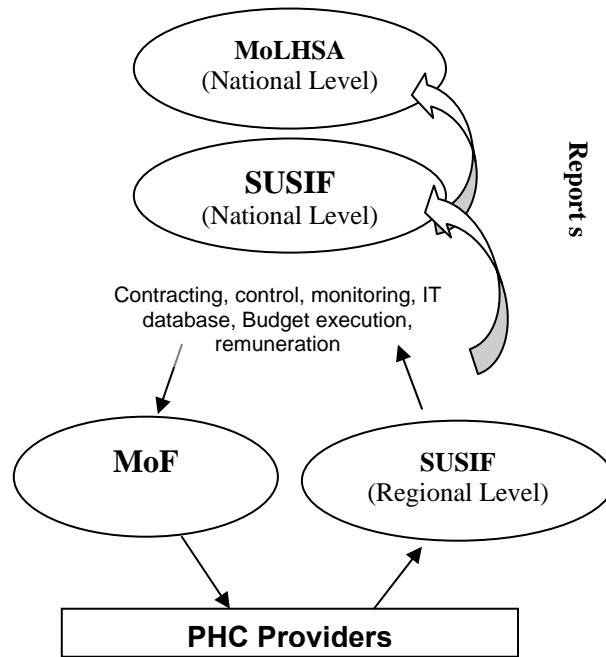 MoLHSA
(National Level)
SUSIF
(National Level)
Reports
Contracting, control, monitoring, IT
database, Budget execution,
remuneration
MoF
SUSIF
(Regional Level)
PHC Providers